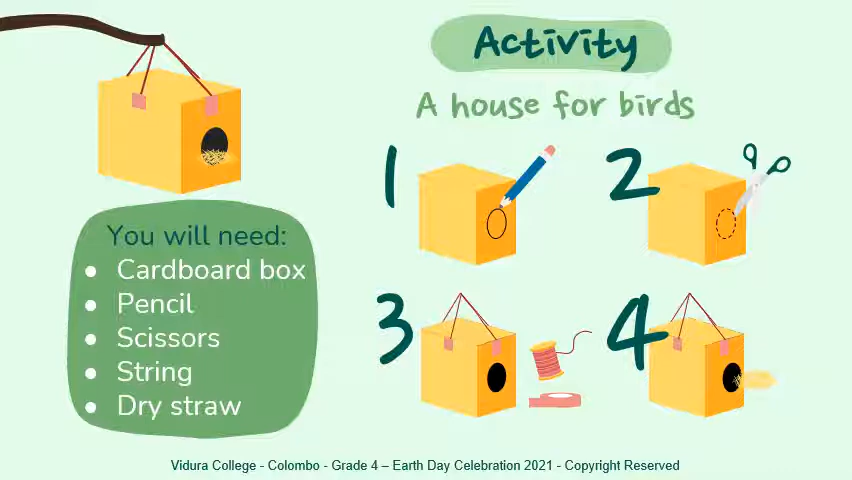 Activity
A house for birds
1
2
You will need:
● Cardboard box
● Pencil
● Scissors
● String
● Dry straw
3
4
Vidura College - Colombo - Grade 4 – Earth Day Celebration 2021 - Copyright Reserved